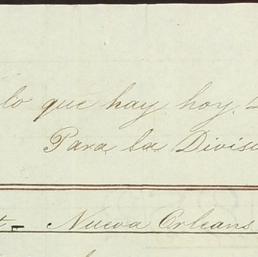 lo que hay hoy.
Para la Divis
Nueva Orleans